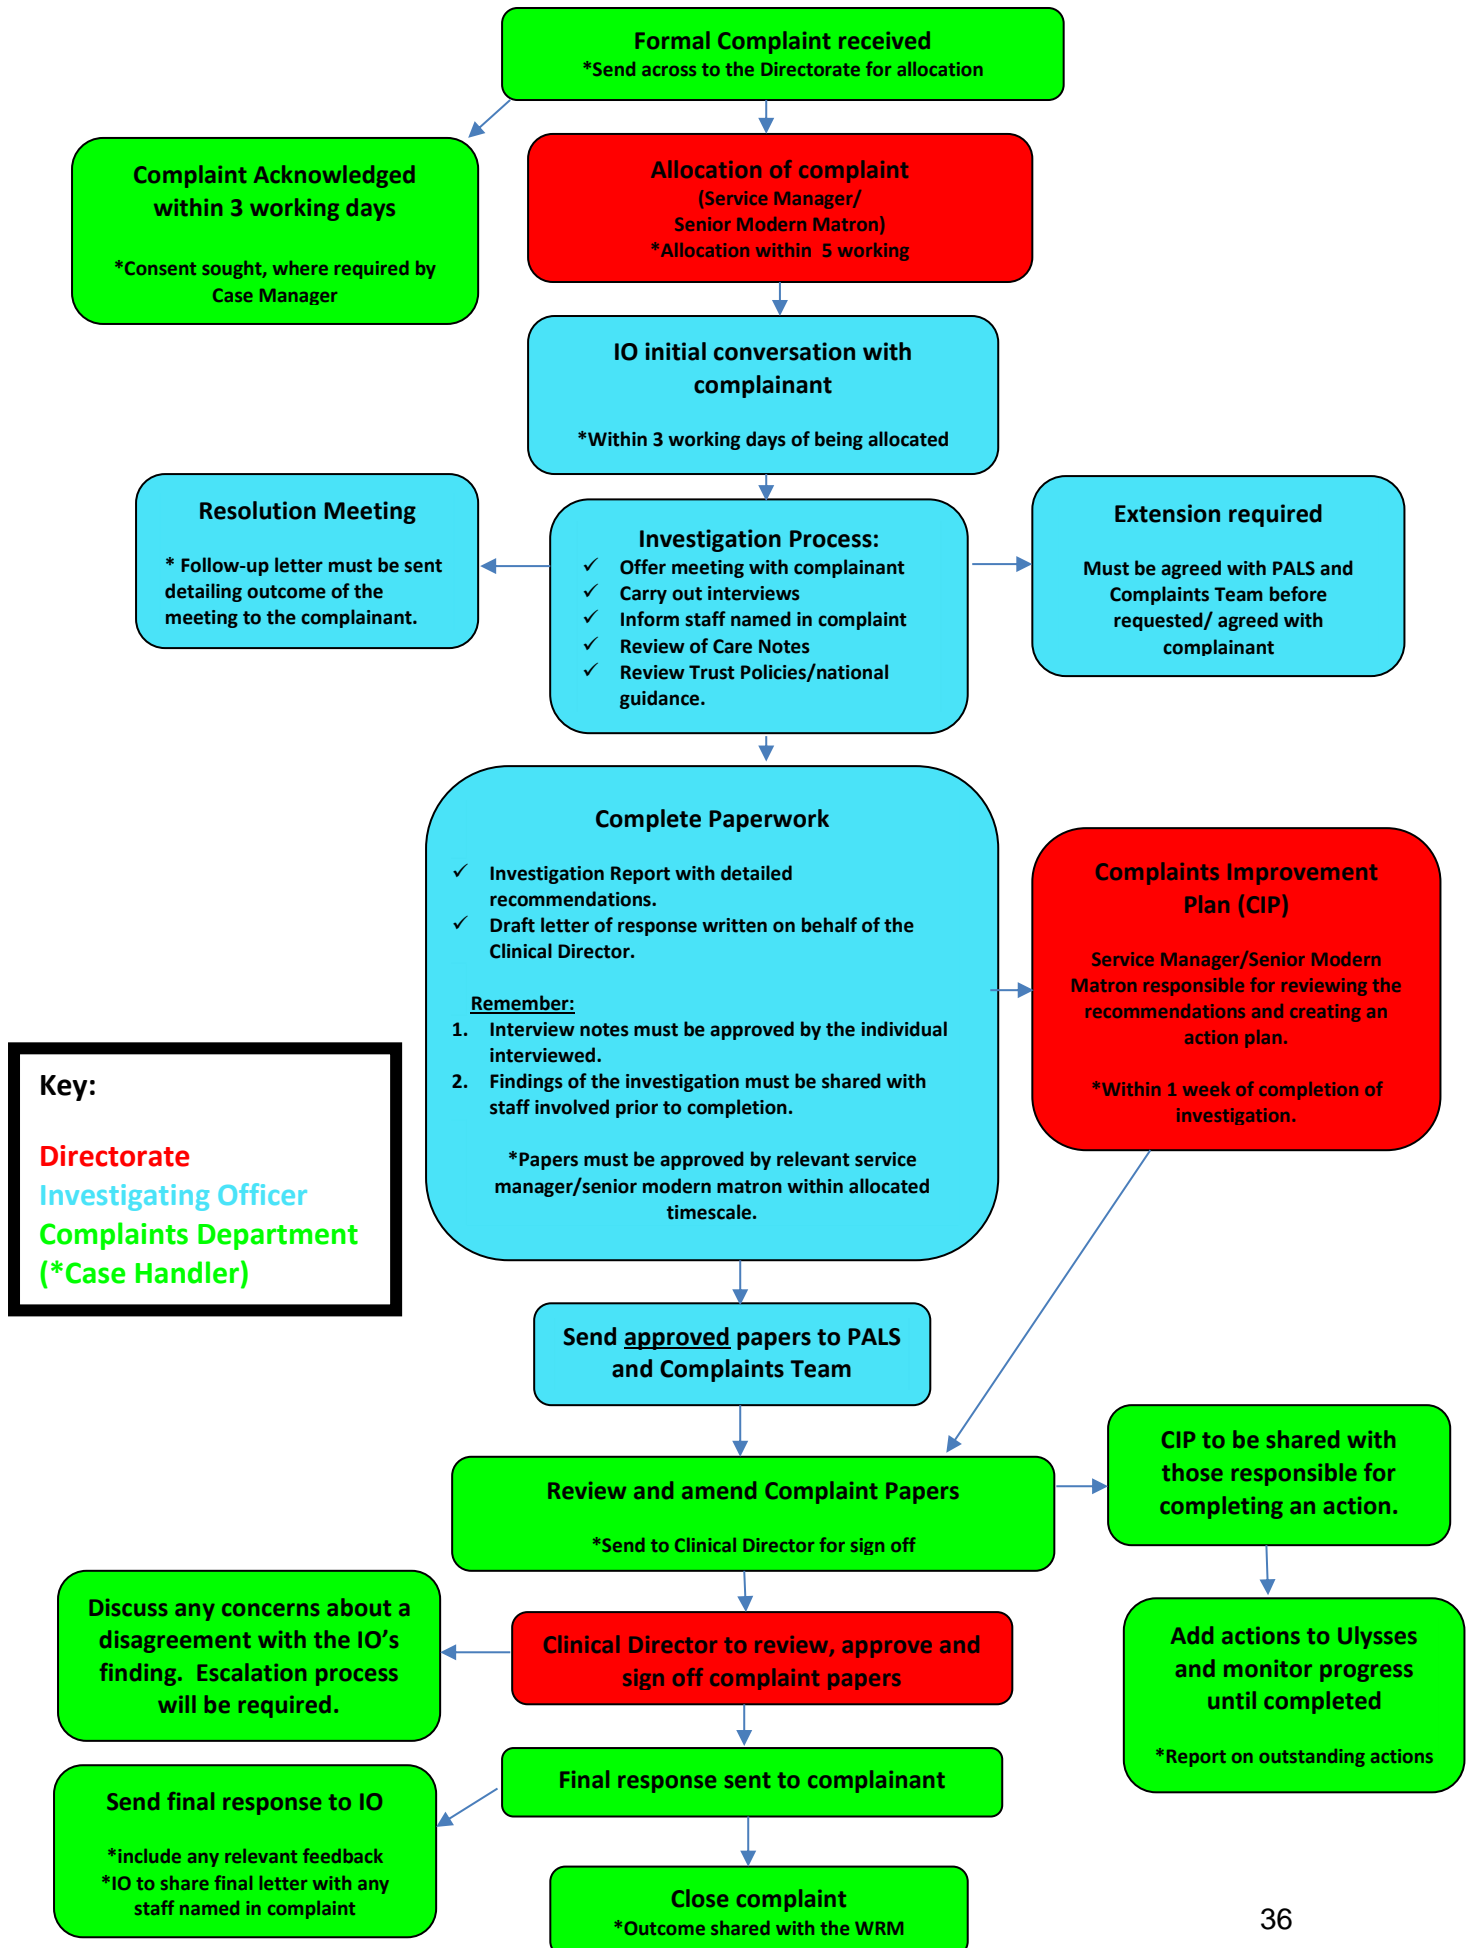 Formal Complaint received
*Send across to the Directorate for allocation
Complaint Acknowledged
within 3 working days
*Consent sought, where required by
Case Manager
Allocation of complaint
(Service Manager/
Senior Modern Matron)
*Allocation within  5 working
IO initial conversation with
complainant
*Within 3 working days of being allocated
Resolution Meeting
* Follow-up letter must be sent
detailing outcome of the
meeting to the complainant.
Investigation Process:
✓ Offer meeting with complainant
✓ Carry out interviews
✓ Inform staff named in complaint
✓ Review of Care Notes
✓ Review Trust Policies/national
guidance.
Extension required
Must be agreed with PALS and
Complaints Team before
requested/ agreed with
complainant
Complete Paperwork
✓ Investigation Report with detailed
recommendations.
✓ Draft letter of response written on behalf of the
Clinical Director.
Remember:
1. Interview notes must be approved by the individual
interviewed.
2. Findings of the investigation must be shared with
staff involved prior to completion.
*Papers must be approved by relevant service
manager/senior modern matron within allocated
timescale.
Complaints Improvement
Plan (CIP)
Service Manager/Senior Modern
Matron responsible for reviewing the
recommendations and creating an
action plan.
*Within 1 week of completion of
investigation.
Key:
Directorate
Investigating Officer
Complaints Department
(*Case Handler)
Send approved papers to PALS
and Complaints Team
Review and amend Complaint Papers
*Send to Clinical Director for sign off
CIP to be shared with
those responsible for
completing an action.
Discuss any concerns about a
disagreement with the IO's
finding.  Escalation process
will be required.
Clinical Director to review, approve and
sign off complaint papers
Add actions to Ulysses
and monitor progress
until completed
*Report on outstanding actions
Final response sent to complainant
Send final response to IO
*include any relevant feedback
*IO to share final letter with any
staff named in complaint
Close complaint
*Outcome shared with the WRM
36